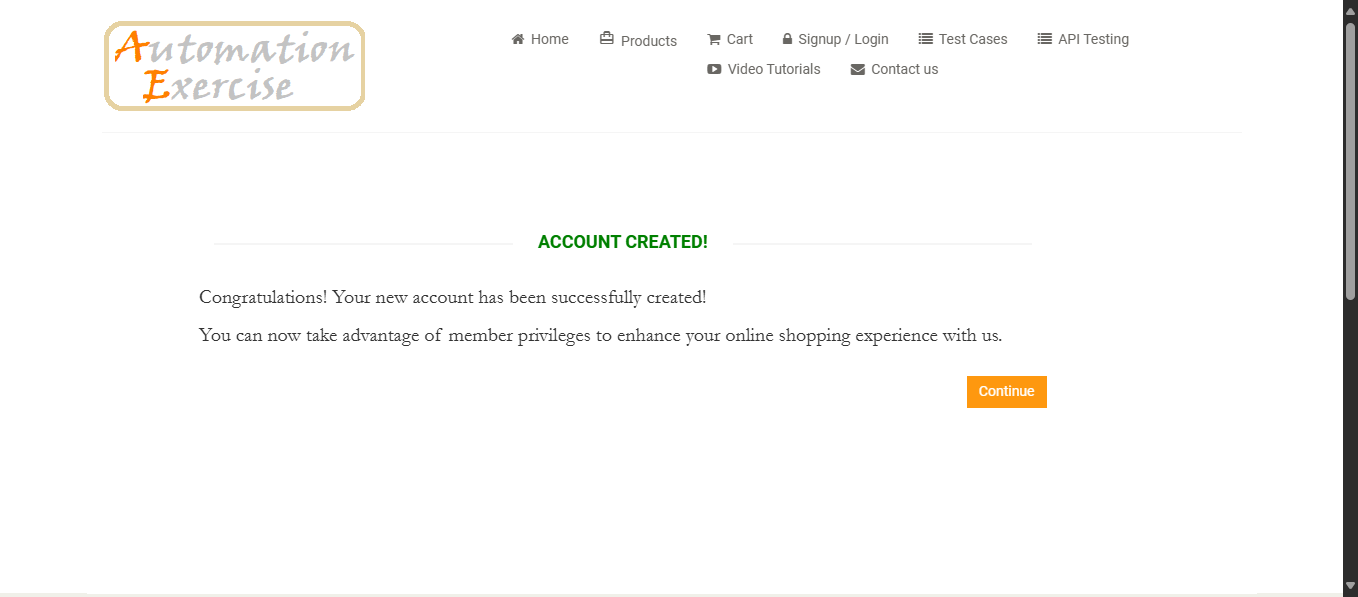 Automation
Exercise
Home Products Cart Signup / Login Test Cases API Testing
Video Tutorials Contact us
ACCOUNT CREATED!
Congratulations! Your new account has been successfully created!
You can now take advantage of member privileges to enhance your online shopping experience with us.
Continue